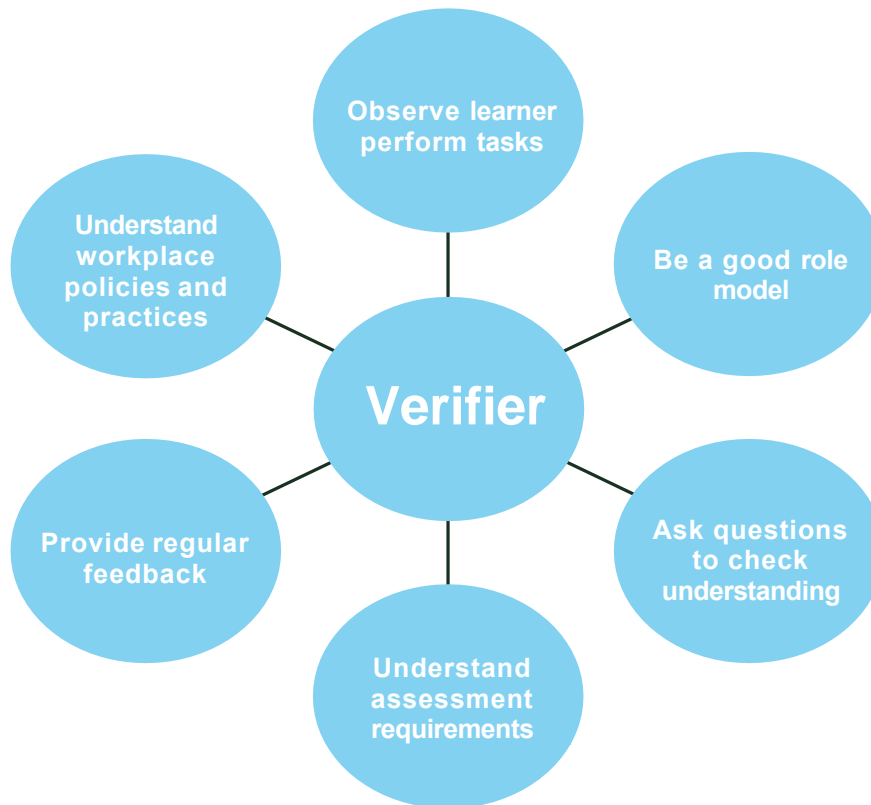 Observe learner
perform tasks
Understand
workplace
policies and
practices
Be a good role
model
Verifier
Provide regular
feedback
Ask questions
to check
understanding
Understand
assessment
requirements